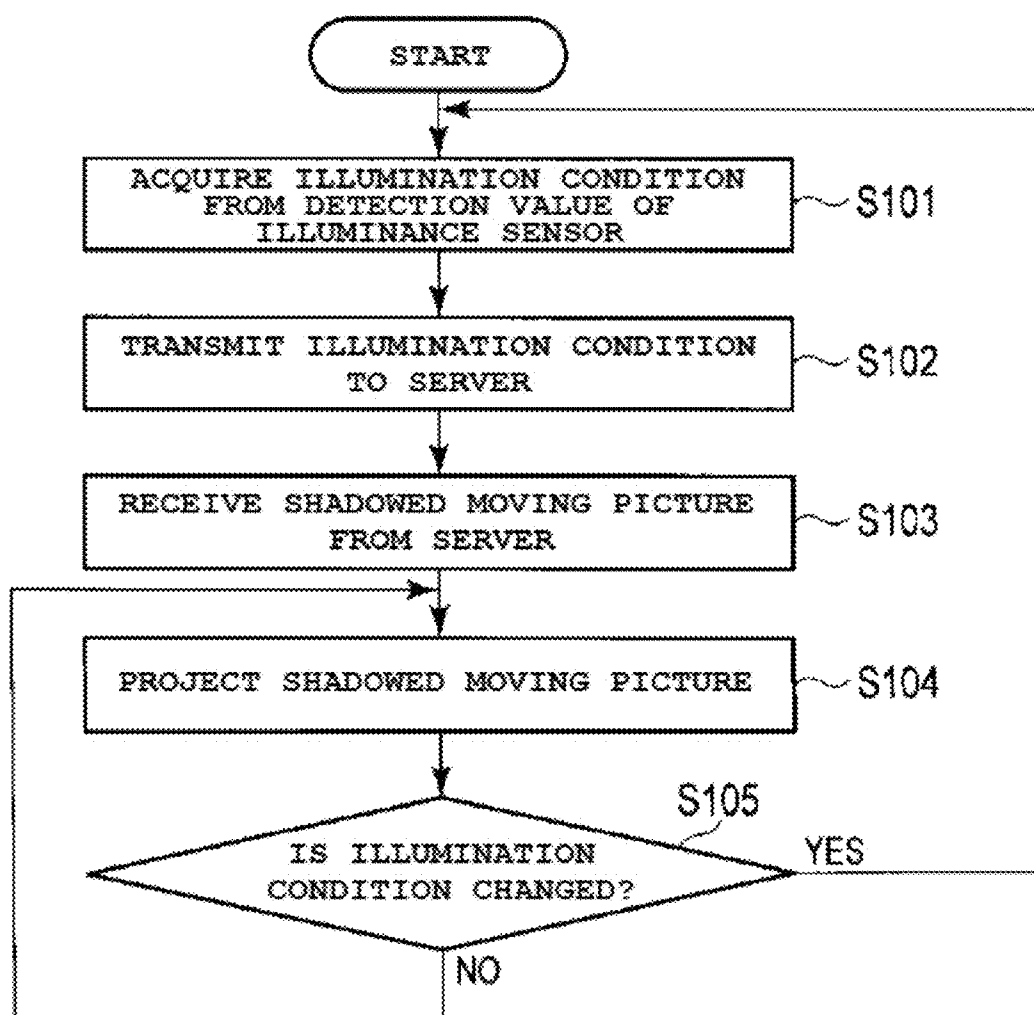 START
ACQUIRE ILLUMINATION CONDITION
FROM DETECTION VALUE OF
ILLUMINANCE SENSOR
S101
TRANSMIT ILLUMINATION CONDITION
TO SERVER
S102
RECEIVE SHADOWED MOVING PICTURE
FROM SERVER
S103
PROJECT SHADOWED MOVING PICTURE
S104
S105
IS ILLUMINATION
CONDITION CHANGED?
YES
NO